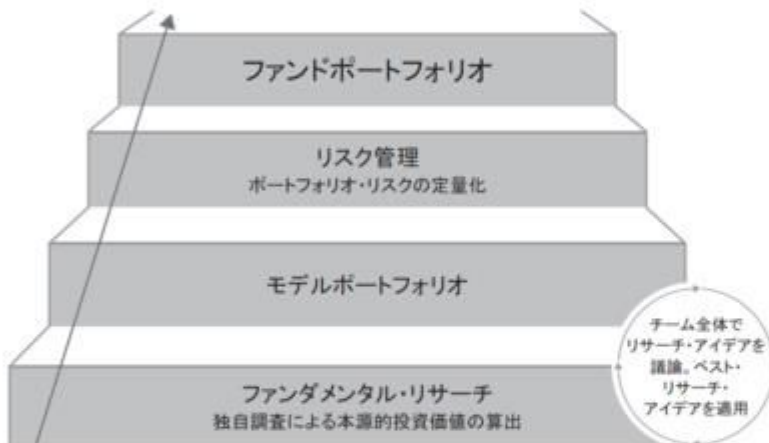 ファンドポートフォリオ
リスク管理
ポートフォリオ・リスクの定量化
モデルポートフォリオ
チーム全体で
リサーチ・アイデアを
議論。ベスト・
リサーチ・
アイデアを適用
ファンダメンタル・リサーチ
独自調査による本源的投資価値の算出